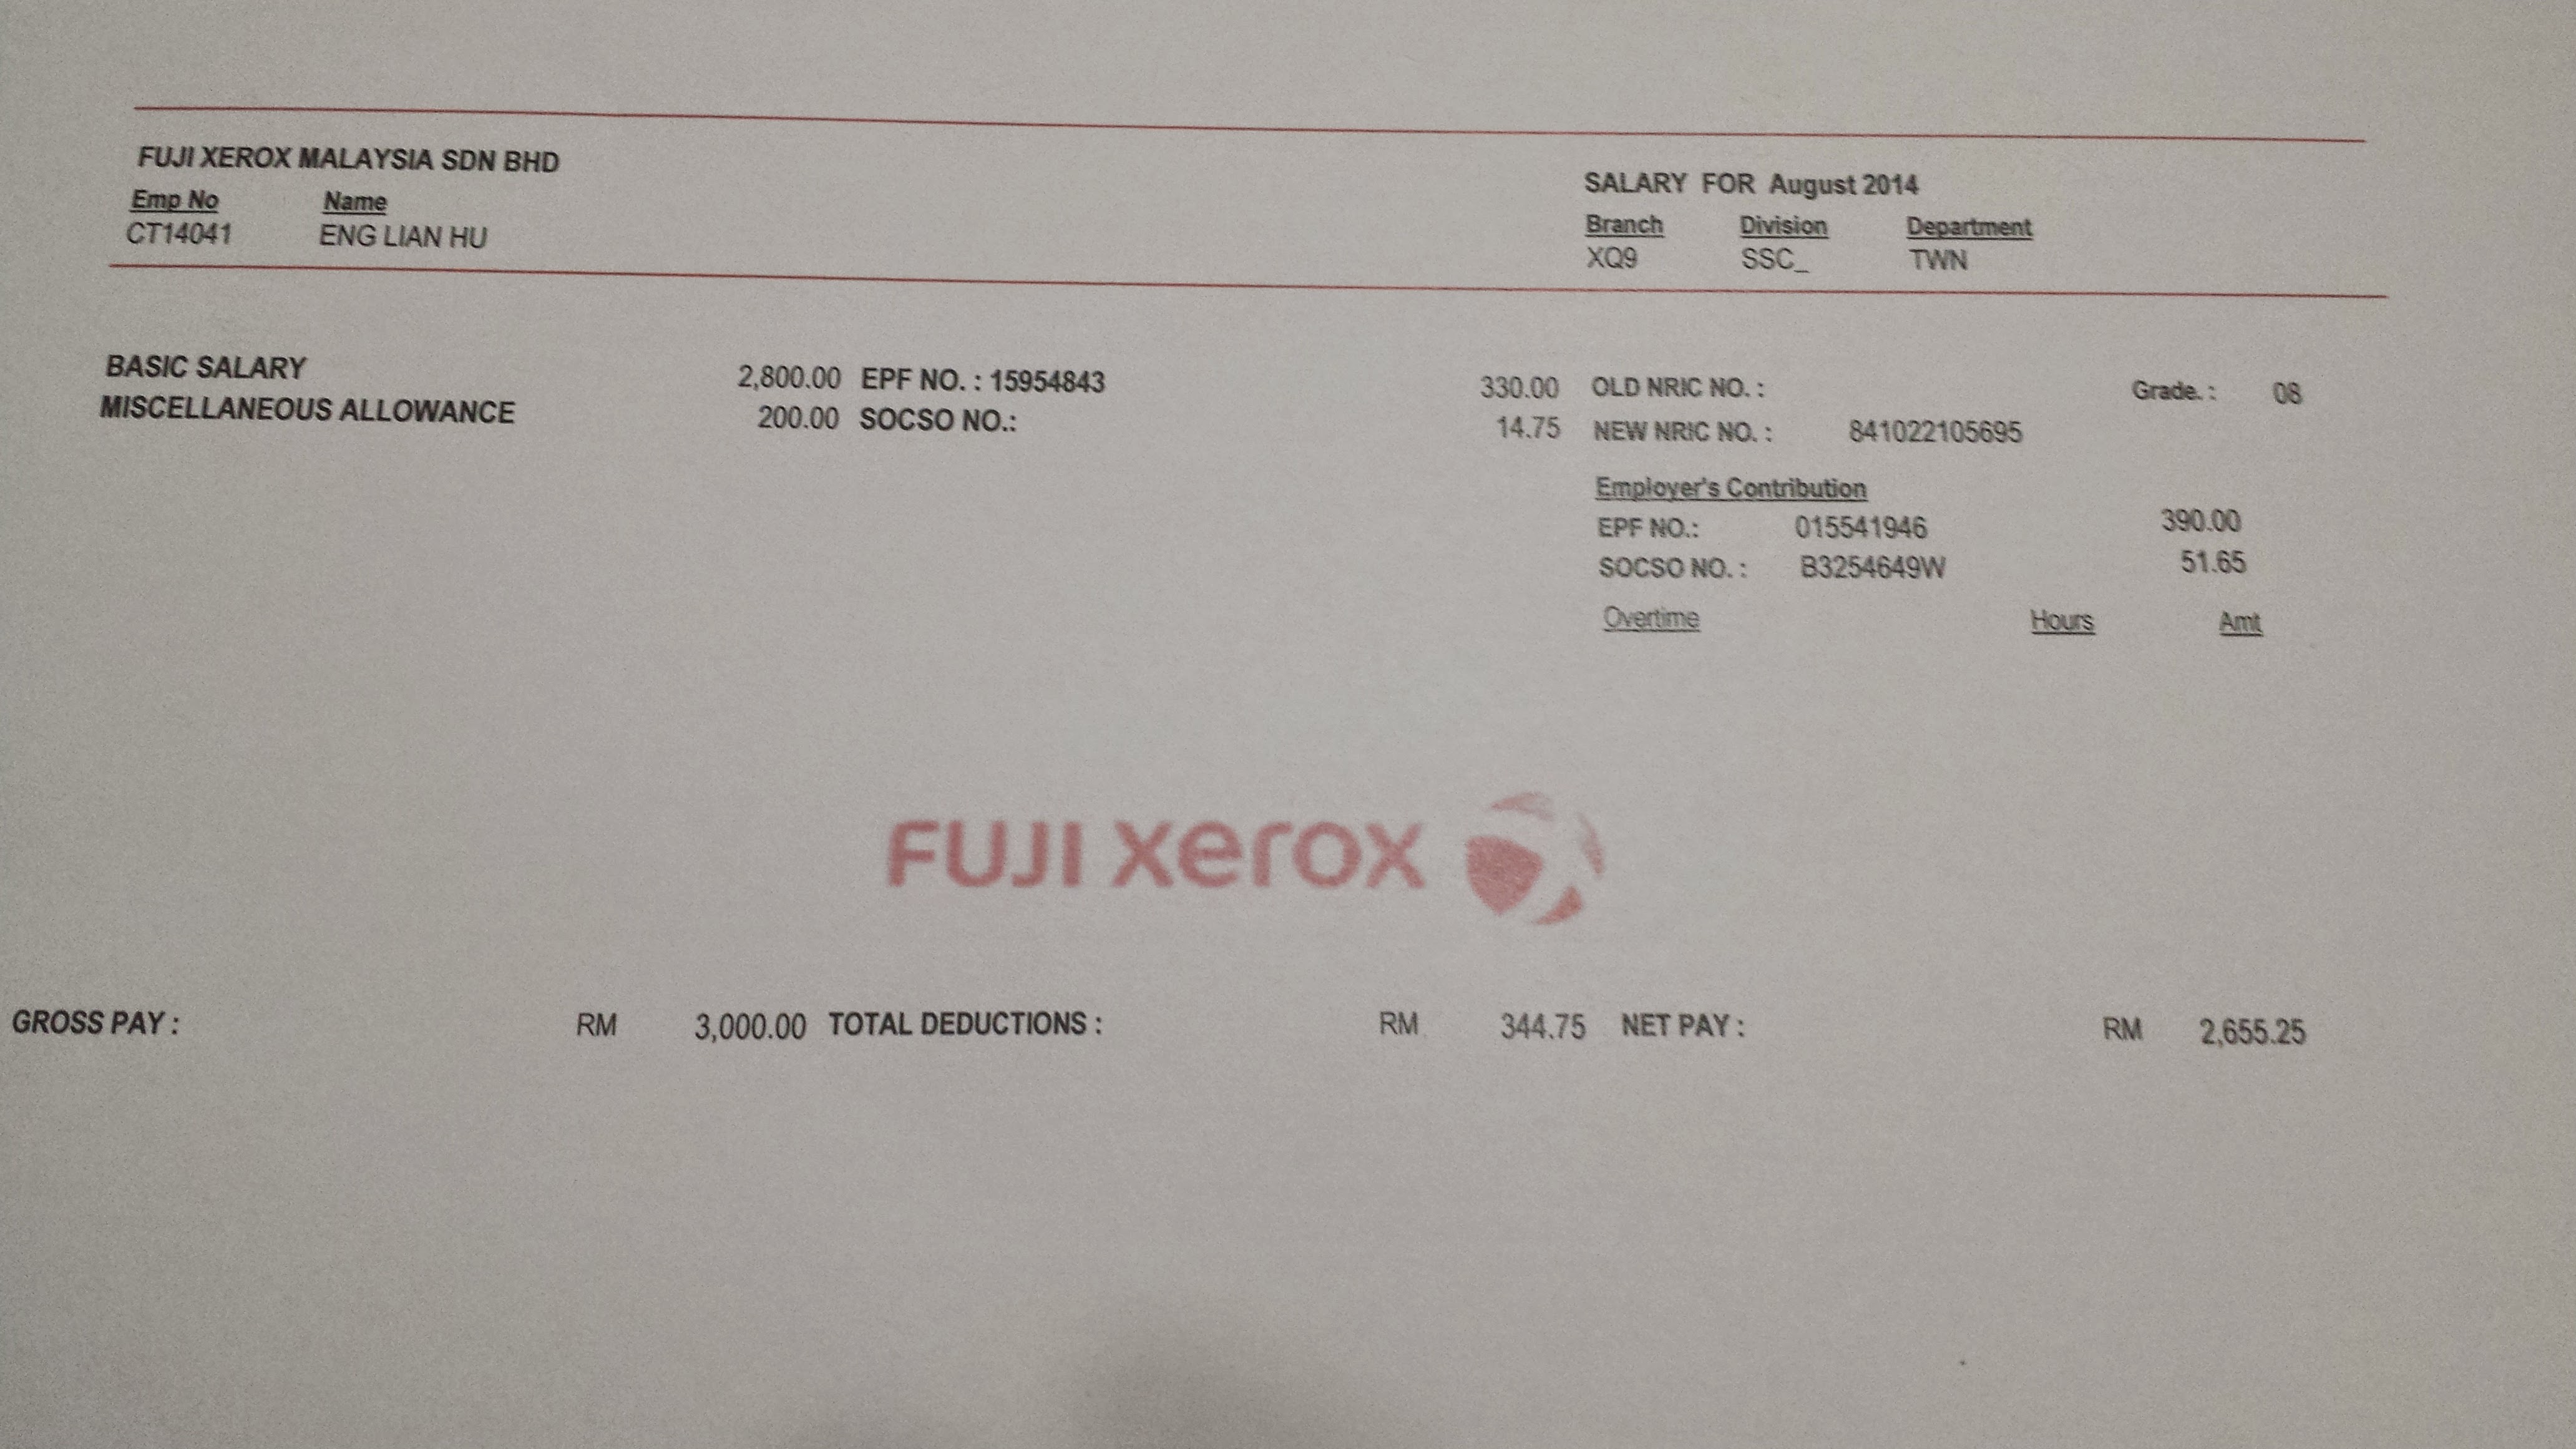 FUJI XEROX MALAYSIA SDN BHD
SALARY FOR August 2014
Emp No Name Branch Division Department
CT14041 ENG LIAN HU XQ9 SSC_ TWN
BASIC SALARY 2,800.00 EPF NO. : 15954843 330.00 OLD NRIC NO. : Grade. : 08
MISCELLANEOUS ALLOWANCE 200.00 SOCSO NO.: 14.75 NEW NRIC NO. : 841022105695
Employer's Contribution
EPF NO.: 015541946 390.00
SOCSO NO. : B3254649W 51.65
Overtime Hours Amt
FUJI xerox
GROSS PAY : RM 3,000.00 TOTAL DEDUCTIONS : RM 344.75 NET PAY : RM 2,655.25